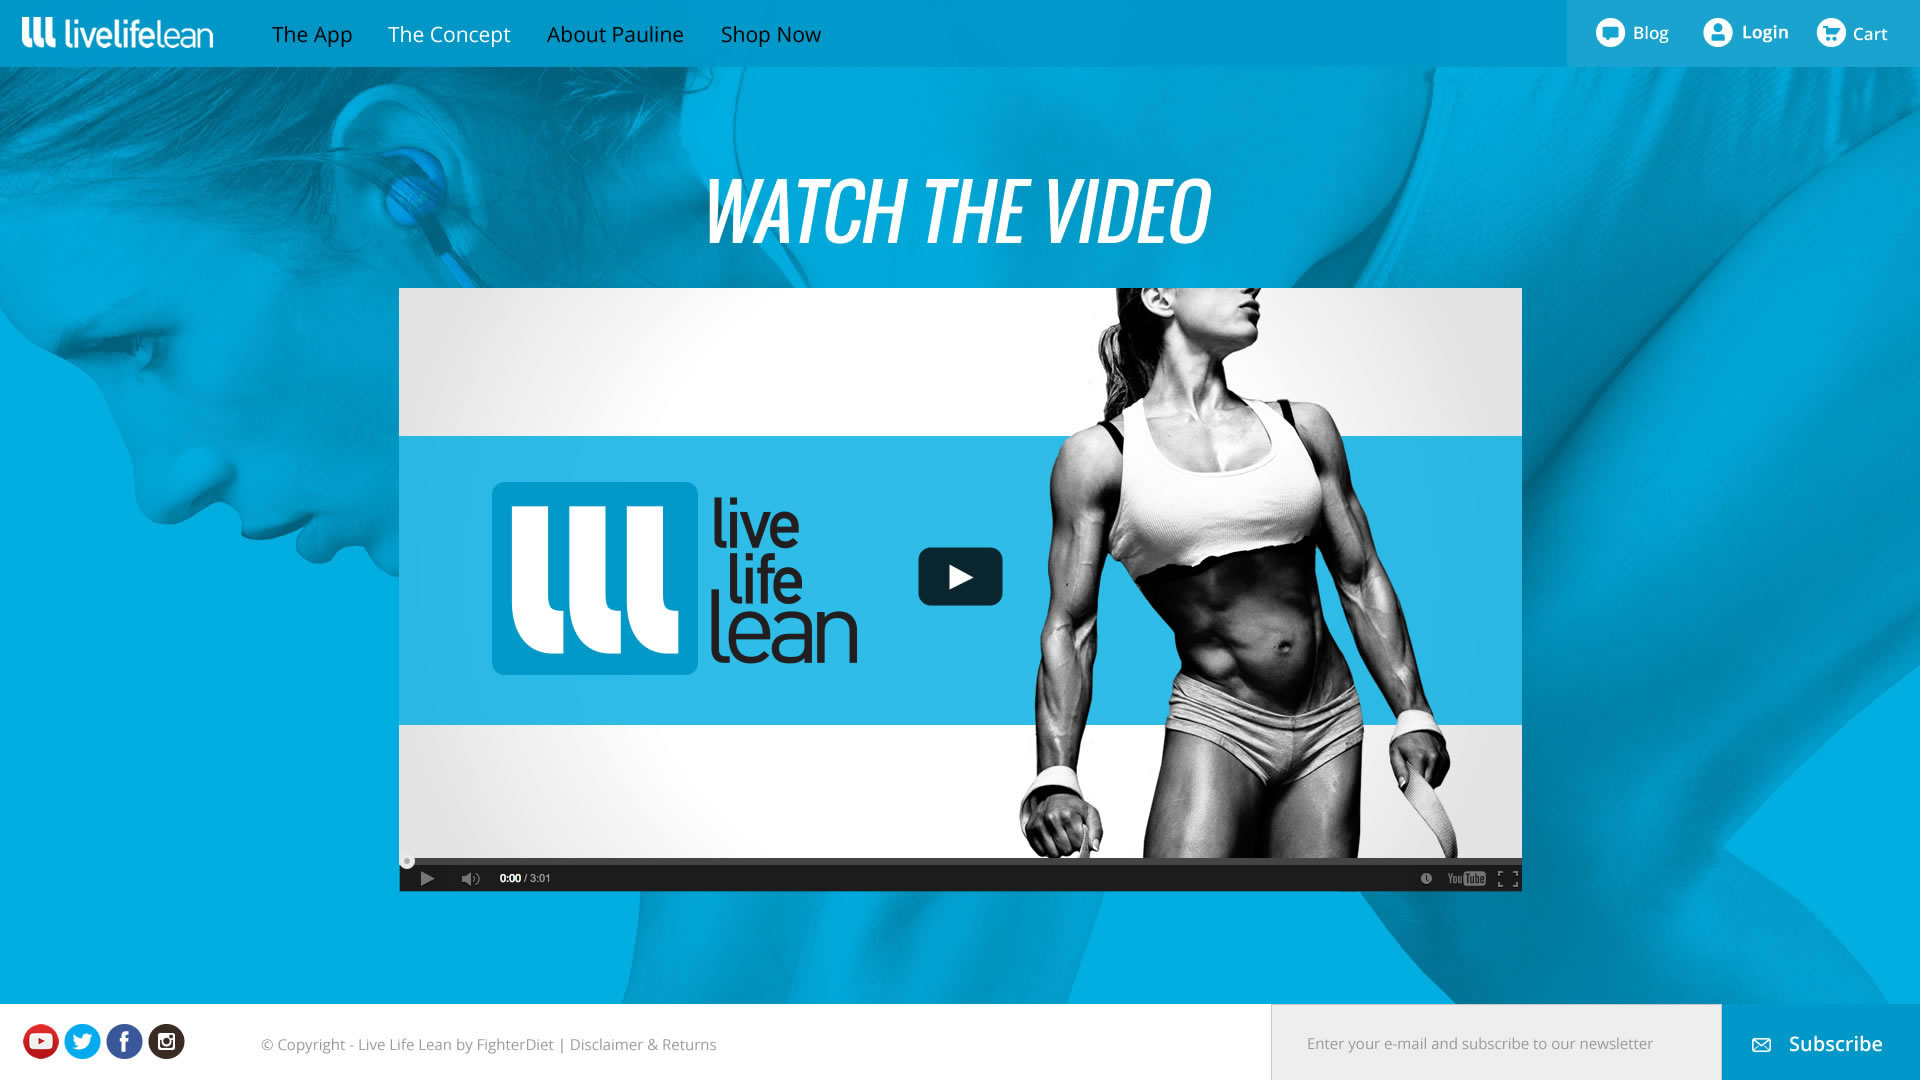 livelifelean
The App
The Concept
About Pauline
Shop Now
Blog
Login
Cart
WATCH THE VIDEO
live
life
lean
0:00 / 3:01
YouTube
© Copyright - Live Life Lean by FighterDiet | Disclaimer & Returns
Enter your e-mail and subscribe to our newsletter
Subscribe